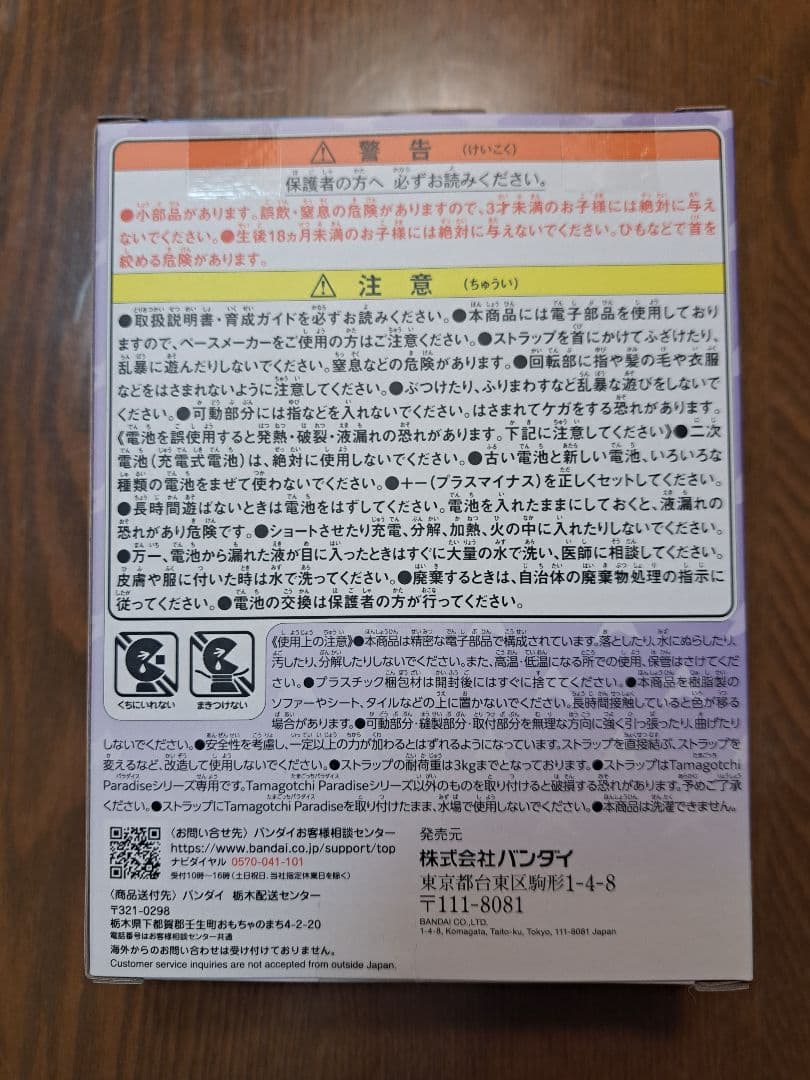 ⚠ 警告 (けいこく)
保護者の方へ 必ずお読みください。
●小部品があります。誤飲・窒息の危険がありますので、3才未満のお子様には絶対に与え
ないでください。●生後18ヵ月未満のお子様には絶対に与えないでください。ひもなどで首を
絞める危険があります。
⚠ 注意 (ちゅうい)
●取扱説明書・育成ガイドを必ずお読みください。●本商品には電子部品を使用しており
ますので、ペースメーカーをご使用の方はご注意ください。●ストラップを首にかけてふざけたり、
乱暴に遊んだりしないでください。窒息などの危険があります。●回転部に指や髪の毛や衣服
などをはさまれないように注意してください。●ぶつけたり、ふりまわすなど乱暴な遊びをしないで
ください。●可動部分には指などを入れないでください。はさまれてケガをする恐れがあります。
《電池を誤使用すると発熱・破裂・液漏れの恐れがあります。下記に注意してください》●二次
電池(充電式電池)は、絶対に使用しないでください。●古い電池と新しい電池、いろいろな
種類の電池をまぜて使わないでください。●+-(プラスマイナス)を正しくセットしてください。
●長時間遊ばないときは電池をはずしてください。電池を入れたままにしておくと、液漏れの
恐れがあり危険です。●ショートさせたり充電、分解、加熱、火の中に入れたりしないでください。
●万一、電池から漏れた液が目に入ったときはすぐに大量の水で洗い、医師に相談してください。
皮膚や服に付いた時は水で洗ってください。●廃棄するときは、自治体の廃棄物処理の指示に
従ってください。●電池の交換は保護者の方が行ってください。
くちにいれない
まきつけない
《使用上の注意》●本商品は精密な電子部品で構成されています。落としたり、水にぬらしたり、
汚したり、分解したりしないでください。また、高温・低温になる所での使用、保管はさけてくだ
さい。●プラスチック梱包材は開封後にはすぐに捨ててください。●本商品を樹脂製の
ソファーやシート、タイルなどの上に置かないでください。長時間接触していると色が移る
場合があります。●可動部分・縫製部分・取付部分を無理な方向に強く引っ張ったり、曲げたり
しないでください。●安全性を考慮し、一定以上の力が加わるとはずれるようになっています。ストラップを直接結ぶ、ストラップを
変えるなど、改造して使用しないでください。●ストラップの耐荷重は3kgまでとなっております。●ストラップはTamagotchi
Paradiseシリーズ専用です。Tamagotchi Paradiseシリーズ以外のものを取り付けると破損する恐れがあります。予めご了承
ください。●ストラップにTamagotchi Paradiseを取り付けたまま、水場で使用しないでください。●本商品は洗濯できません。
〈お問い合せ先〉バンダイお客様相談センター
https://www.bandai.co.jp/support/top
ナビダイヤル 0570-041-101
受付10時〜16時(土日祝日、当社指定休業日を除く)
〈商品送付先〉バンダイ 栃木配送センター
〒321-0298
栃木県下都賀郡壬生町おもちゃのまち4-2-20
電話番号はお客様相談センター共通
海外からのお問い合わせは受け付けておりません。
Customer service inquiries are not accepted from outside Japan.
発売元
株式会社バンダイ
東京都台東区駒形1-4-8
〒111-8081
BANDAI CO.,LTD.
1-4-8, Komagata, Taito-ku, Tokyo, 111-8081 Japan